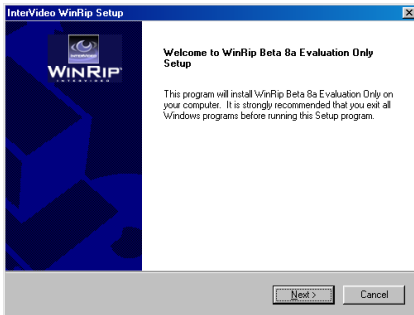 InterVideo WinRip Setup
INTERVIDEO
WINRIP
INTERVIDEO
Welcome to WinRip Beta 8a Evaluation Only
Setup
This program will install WinRip Beta 8a Evaluation Only on
your computer. It is strongly recommended that you exit all
Windows programs before running this Setup program.
Next >
Cancel